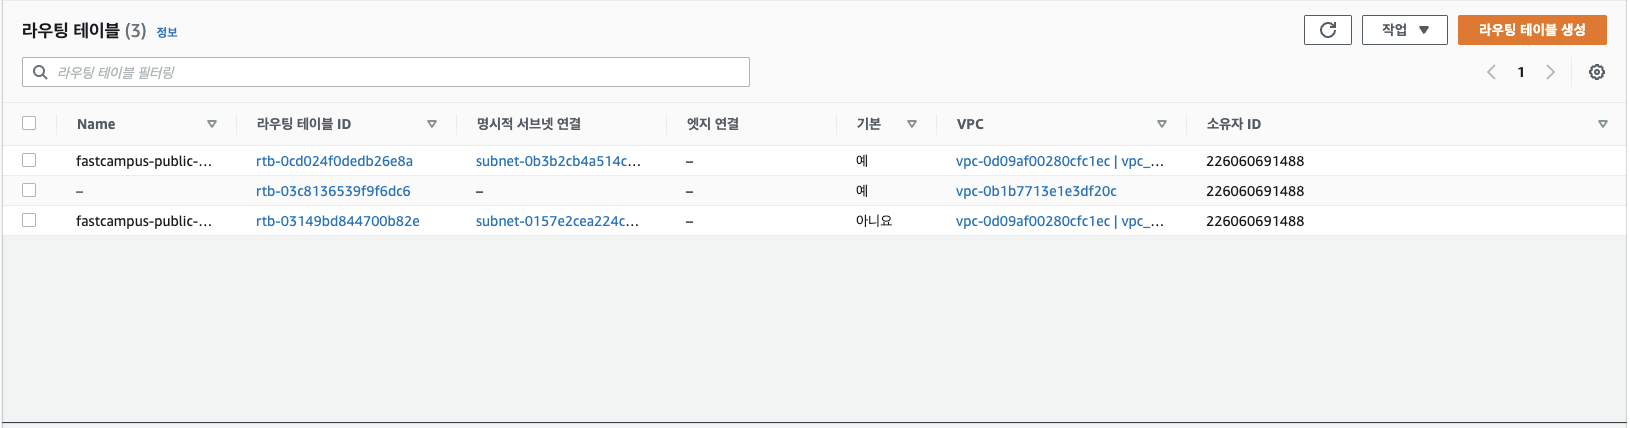 라우팅 테이블 (3) 정보
작업 라우팅 테이블 생성
라우팅 테이블 필터링
1
Name 라우팅 테이블 ID 명시적 서브넷 연결 엣지 연결 기본 VPC 소유자 ID
fastcampus-public-... rtb-0cd024f0dedb26e8a subnet-0b3b2cb4a514c... – 예 vpc-0d09af00280cfc1ec | vpc_... 226060691488
– rtb-03c8136539f9f6dc6 – – 예 vpc-0b1b7713e1e3df20c 226060691488
fastcampus-public-... rtb-03149bd844700b82e subnet-0157e2cea224c... – 아니요 vpc-0d09af00280cfc1ec | vpc_... 226060691488